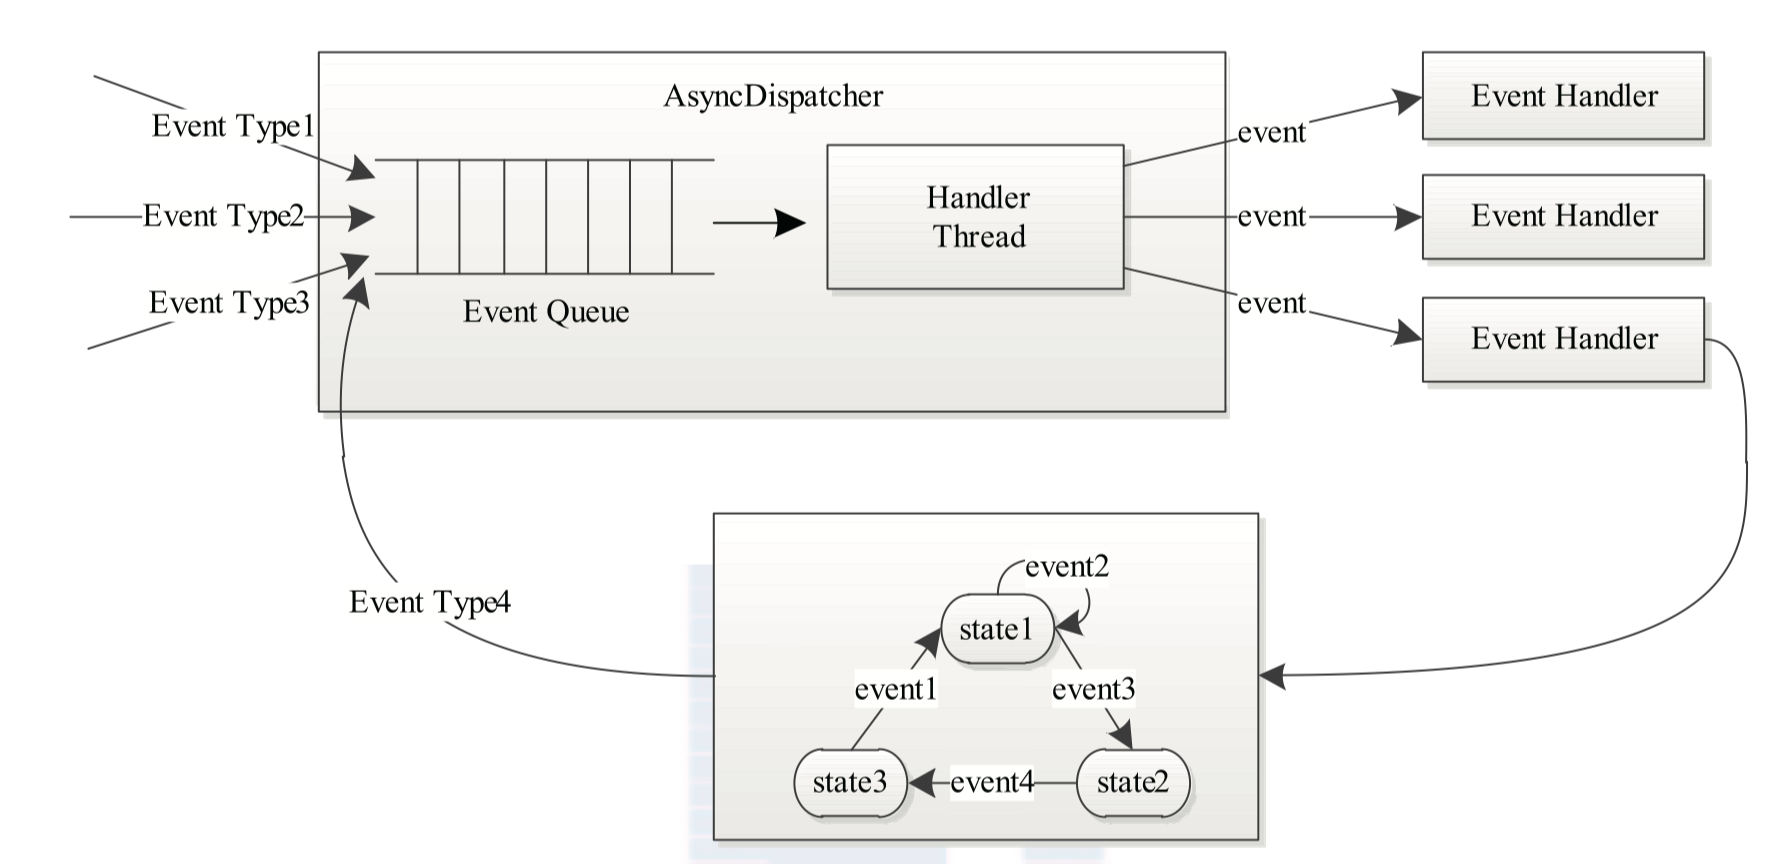 AsyncDispatcher
Event Type1
Event Type2
Event Type3
Event Queue
Handler
Thread
event
event
event
Event Handler
Event Handler
Event Handler
Event Type4
event2
state1
event1
event3
state3
event4
state2